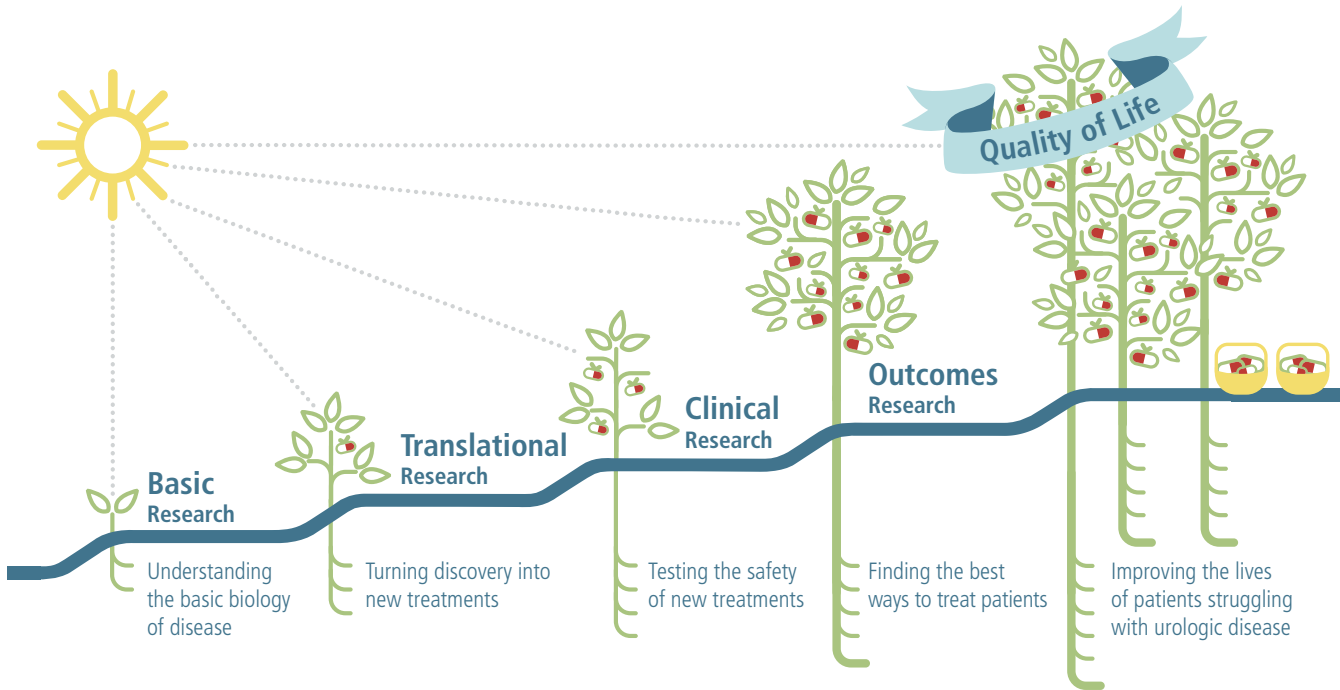 Quality of Life
Outcomes
Research
Clinical
Research
Translational
Research
Basic
Research
Understanding
the basic biology
of disease
Turning discovery into
new treatments
Testing the safety
of new treatments
Finding the best
ways to treat patients
Improving the lives
of patients struggling
with urologic disease